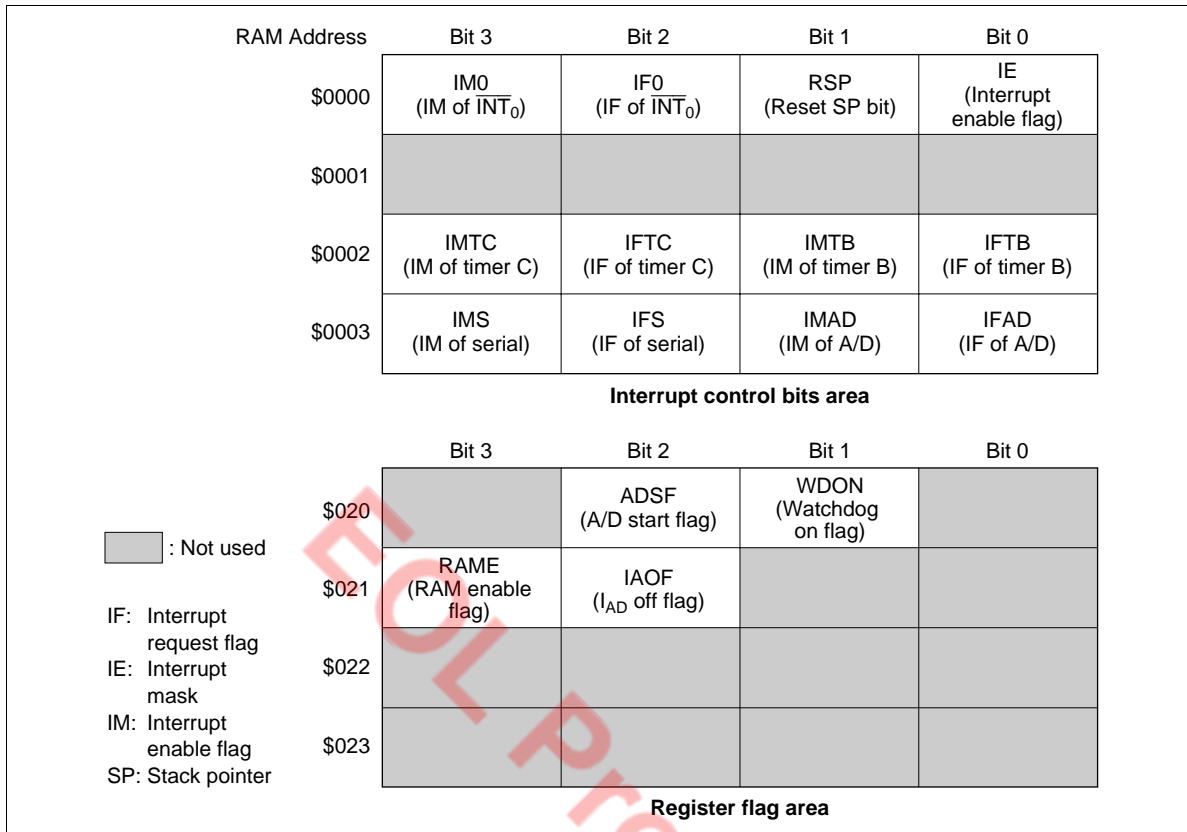 RAM Address Bit 3 Bit 2 Bit 1 Bit 0
$0000
IM0
(IM of INT0)
IF0
(IF of INT0)
RSP
(Reset SP bit)
IE
(Interrupt
enable flag)
$0001
$0002
IMTC
(IM of timer C)
IFTC
(IF of timer C)
IMTB
(IM of timer B)
IFTB
(IF of timer B)
$0003
IMS
(IM of serial)
IFS
(IF of serial)
IMAD
(IM of A/D)
IFAD
(IF of A/D)
Interrupt control bits area
Bit 3 Bit 2 Bit 1 Bit 0
$020
ADSF
(A/D start flag)
WDON
(Watchdog
on flag)
$021
RAME
(RAM enable
flag)
IAOF
(IAD off flag)
$022
$023
Register flag area
: Not used
IF: Interrupt
request flag
IE: Interrupt
mask
IM: Interrupt
enable flag
SP: Stack pointer
EOL Pro